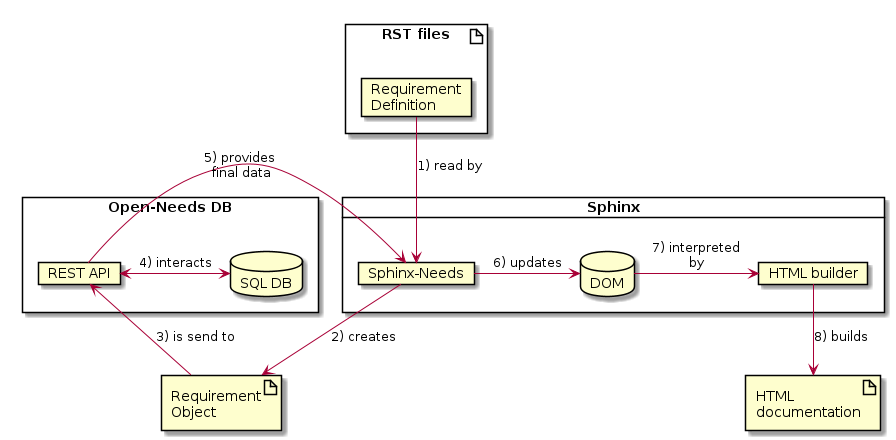 RST files
Requirement
Definition
5) provides
final data
1) read by
Open-Needs DB
Sphinx
REST API
4) interacts
SQL DB
Sphinx-Needs
6) updates
DOM
7) interpreted
by
HTML builder
3) is send to
2) creates
8) builds
Requirement
Object
HTML
documentation